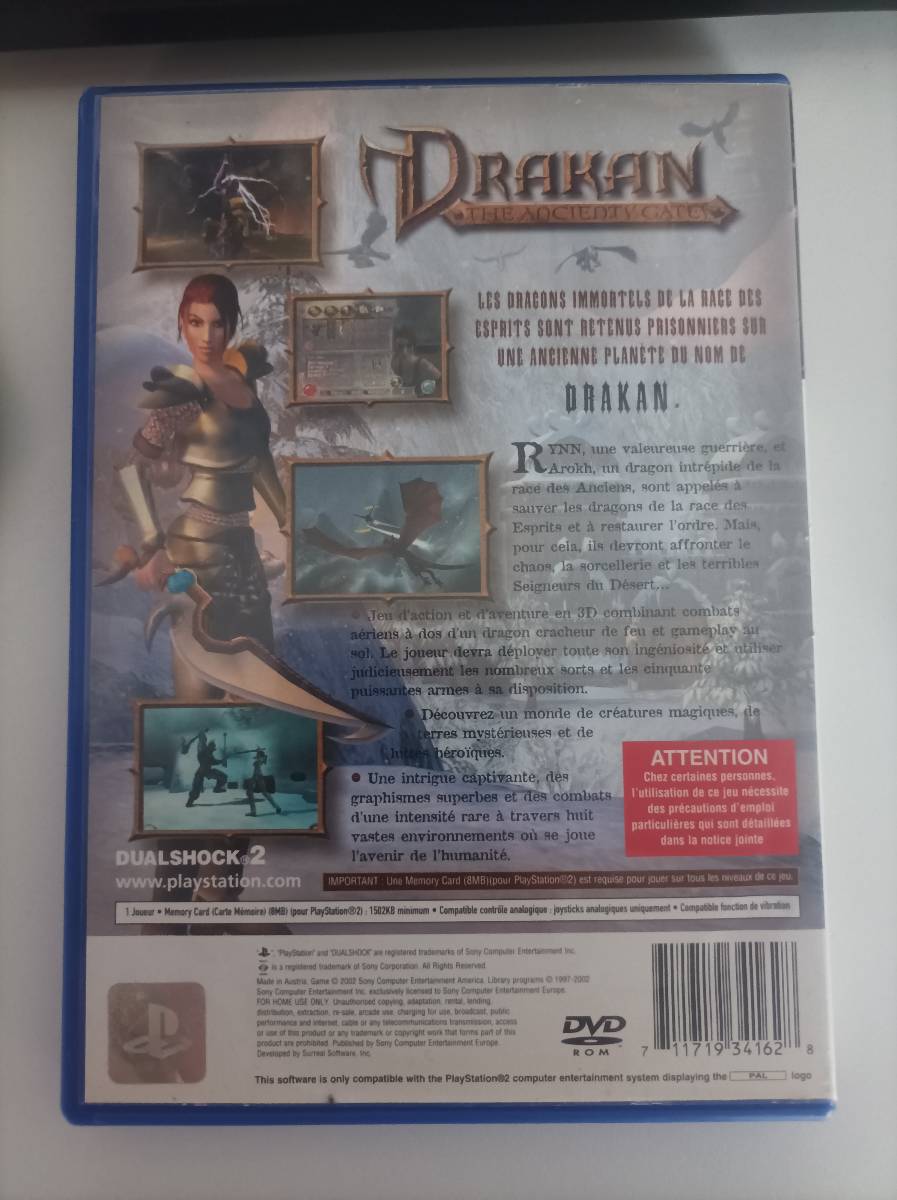 DRAKAN
THE ANCIENTS' GATES
LES DRAGONS IMMORTELS DE LA RACE DES
ESPRITS SONT RETENUS PRISONNIERS SUR
UNE ANCIENNE PLANÈTE DU NOM DE
DRAKAN.
RYNN, une valeureuse guerrière, et
Arokh, un dragon intrépide de la
race des Anciens, sont appelés à
sauver les dragons de la race des
Esprits et à restaurer l'ordre. Mais,
pour cela, ils devront affronter le
chaos, la sorcellerie et les terribles
Seigneurs du Désert...
• Jeu d'action et d'aventure en 3D combinant combats
aériens à dos d'un dragon cracheur de feu et gameplay au
sol. Le joueur devra déployer toute son ingéniosité et utiliser
judicieusement les nombreux sorts et les cinquante
puissantes armes à sa disposition.
• Découvrez un monde de créatures magiques, de
terres mystérieuses et de
luttes héroïques.
• Une intrigue captivante, des
graphismes superbes et des combats
d'une intensité rare à travers huit
vastes environnements où se joue
l'avenir de l'humanité.
ATTENTION
Chez certaines personnes,
l'utilisation de ce jeu nécessite
des précautions d'emploi
particulières qui sont détaillées
dans la notice jointe
DUALSHOCK®2
www.playstation.com
IMPORTANT : Une Memory Card (8MB)(pour PlayStation®2) est requise pour jouer sur tous les niveaux de ce jeu.
1 Joueur • Memory Card (Carte Mémoire) (8MB) (pour PlayStation®2) : 1502KB minimum • Compatible contrôle analogique : joysticks analogiques uniquement • Compatible fonction de vibration
", "PlayStation" and "DUALSHOCK" are registered trademarks of Sony Computer Entertainment Inc.
is a registered trademark of Sony Corporation. All Rights Reserved.
Made in Austria. Game © 2002 Sony Computer Entertainment America. Library programs © 1997-2002
Sony Computer Entertainment Inc. exclusively licensed to Sony Computer Entertainment Europe.
FOR HOME USE ONLY. Unauthorised copying, adaptation, rental, lending,
distribution, extraction, re-sale, arcade use, charging for use, broadcast, public
performance and internet, cable or any telecommunications transmission, access
or use of this product or any trademark or copyright work that forms part of this
product are prohibited. Published by Sony Computer Entertainment Europe.
Developed by Surreal Software, Inc.
DVD
ROM
7 11719 34162 8
This software is only compatible with the PlayStation®2 computer entertainment system displaying the PAL logo